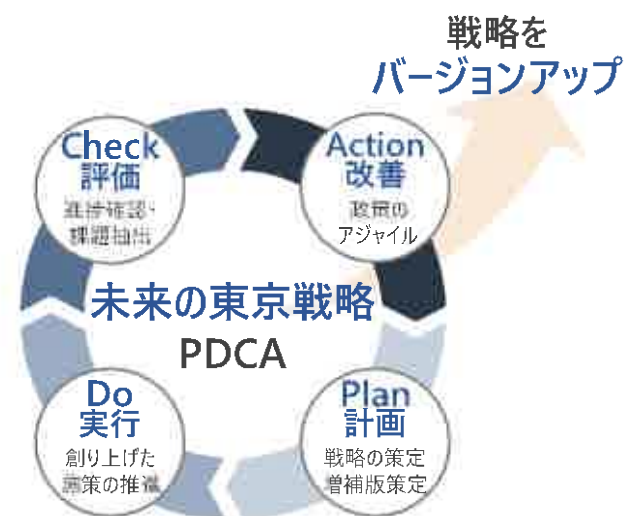 戦略を
バージョンアップ
Check
評価
進捗確認・
課題抽出
Action
改善
政策の
アジャイル
未来の東京戦略
PDCA
Do
実行
創り上げた
施策の推進
Plan
計画
戦略の策定
増補版策定